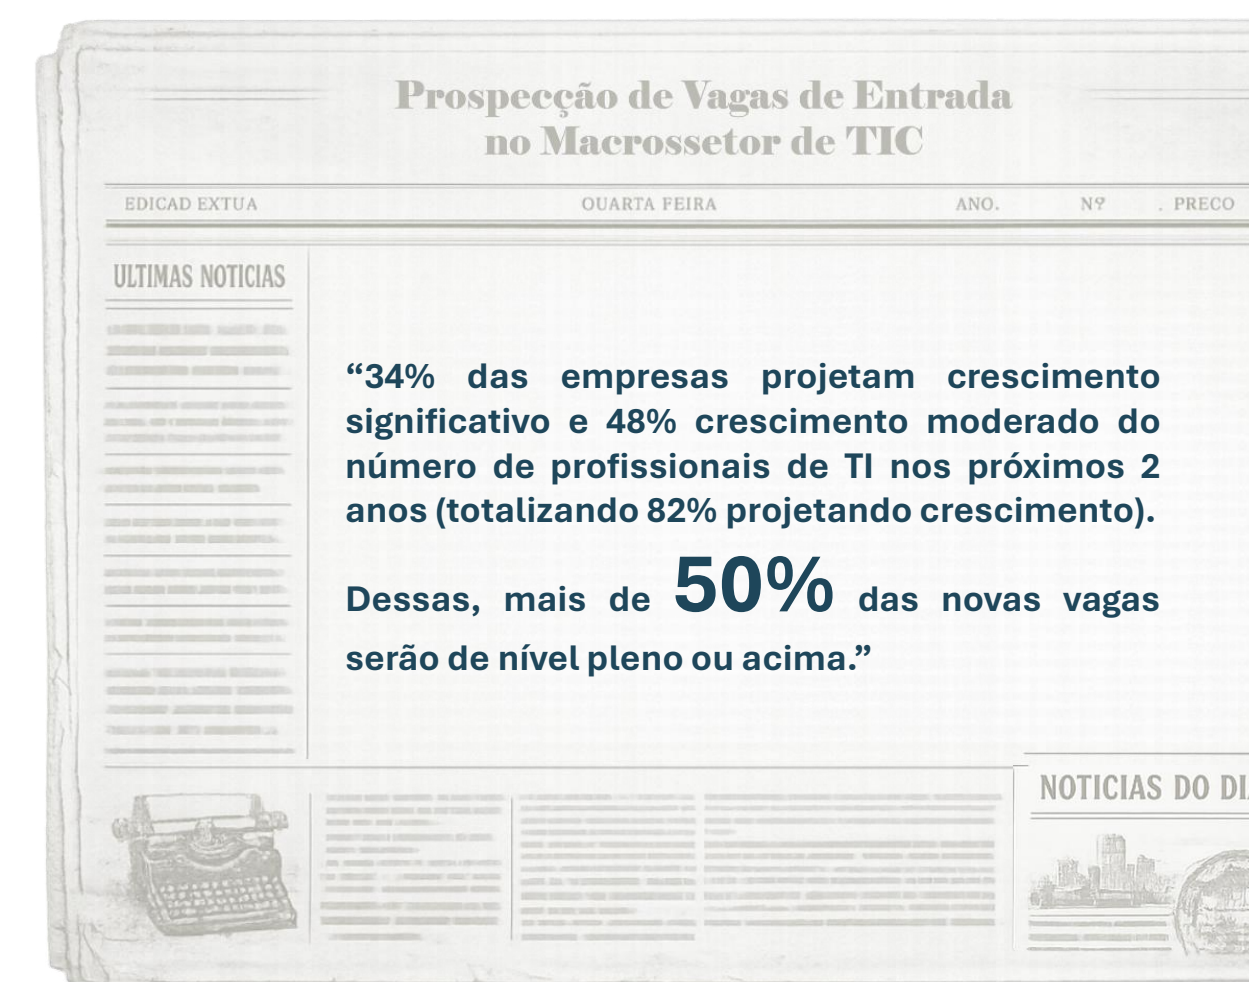 Prospecção de Vagas de Entrada
no Macrossetor de TIC
EDICAD EXTUA OUARTA FEIRA ANO. Nº . PRECO
ULTIMAS NOTICIAS
“34% das empresas projetam crescimento
significativo e 48% crescimento moderado do
número de profissionais de TI nos próximos 2
anos (totalizando 82% projetando crescimento).
Dessas, mais de 50% das novas vagas
serão de nível pleno ou acima.”
NOTICIAS DO DI